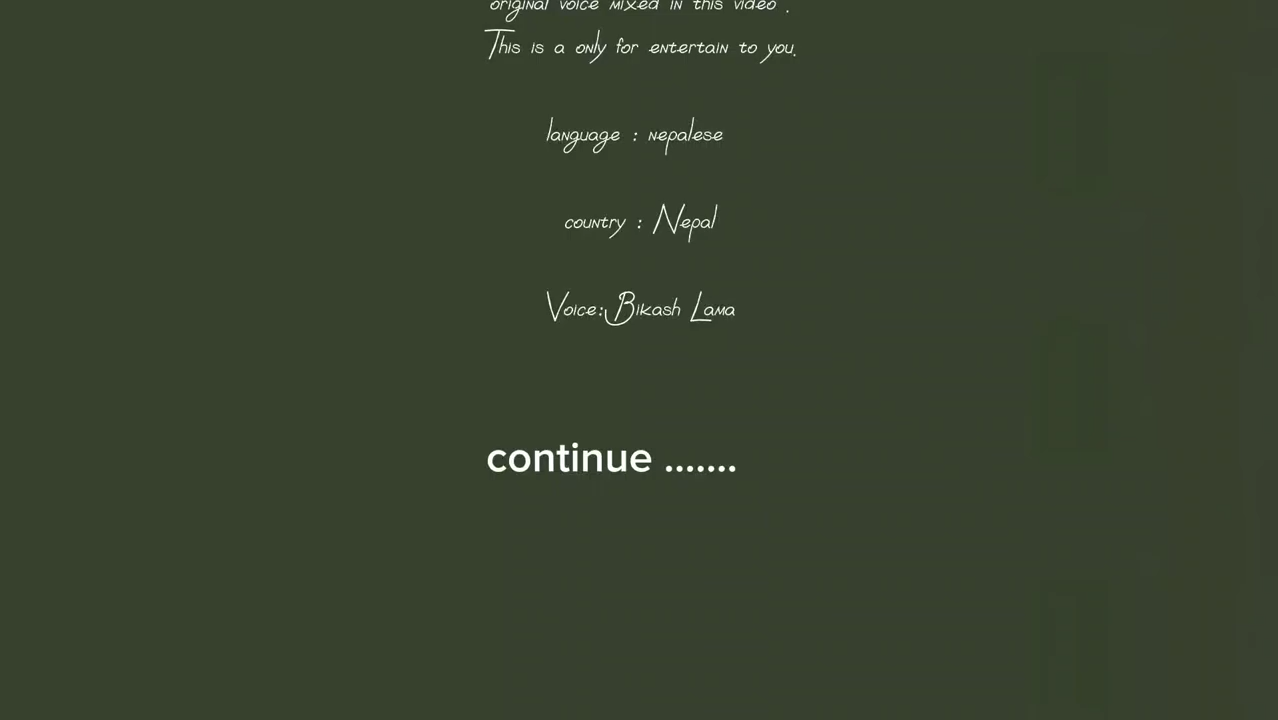 original voice mixed in this video .
This is a only for entertain to you.
language : nepalese
country : Nepal
Voice: Bikash Lama
continue .......